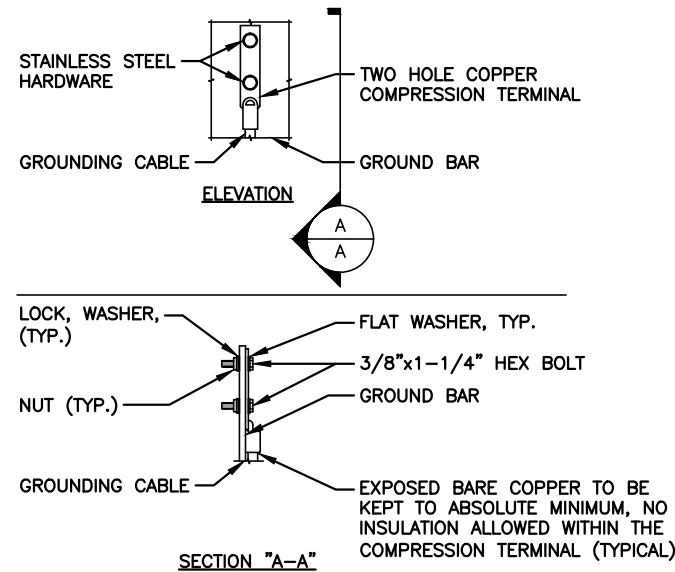 STAINLESS STEEL
HARDWARE
TWO HOLE COPPER
COMPRESSION TERMINAL
GROUNDING CABLE
GROUND BAR
ELEVATION
A
A
LOCK, WASHER,
(TYP.)
FLAT WASHER, TYP.
3/8"x1-1/4" HEX BOLT
NUT (TYP.)
GROUND BAR
GROUNDING CABLE
EXPOSED BARE COPPER TO BE
KEPT TO ABSOLUTE MINIMUM, NO
INSULATION ALLOWED WITHIN THE
COMPRESSION TERMINAL (TYPICAL)
SECTION "A-A"